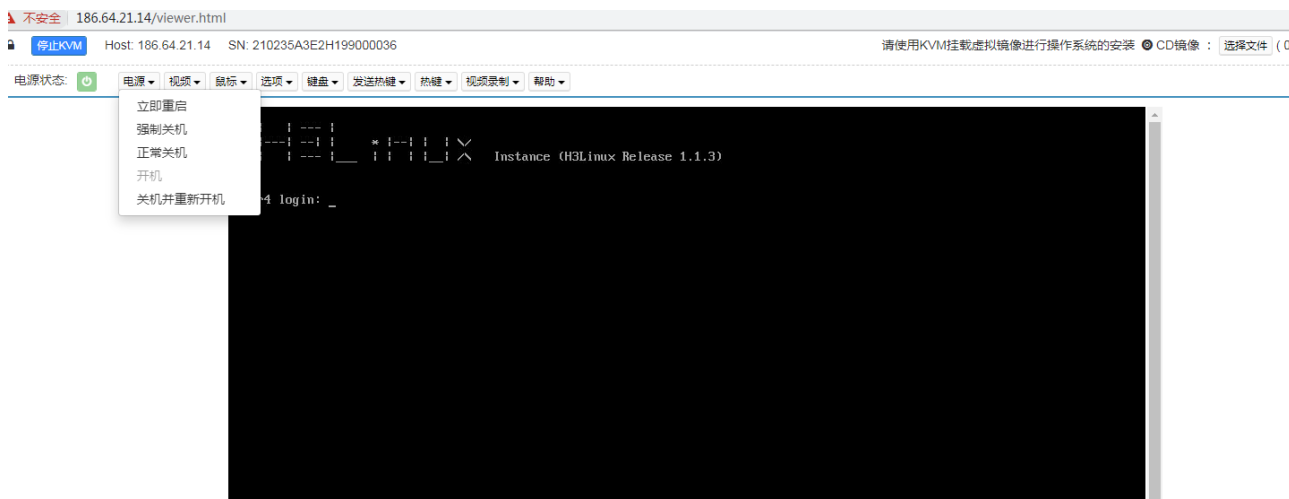 不安全 186.64.21.14/viewer.html
停止KVM Host: 186.64.21.14 SN: 210235A3E2H199000036 请使用KVM挂载虚拟镜像进行操作系统的安装 CD镜像 : 选择文件 (
电源状态: 电源 视频 鼠标 选项 键盘 发送热键 热键 视频录制 帮助
立即重启
强制关机
正常关机
开机
关机并重新开机
Instance (H3Linux Release 1.1.3)
login: _